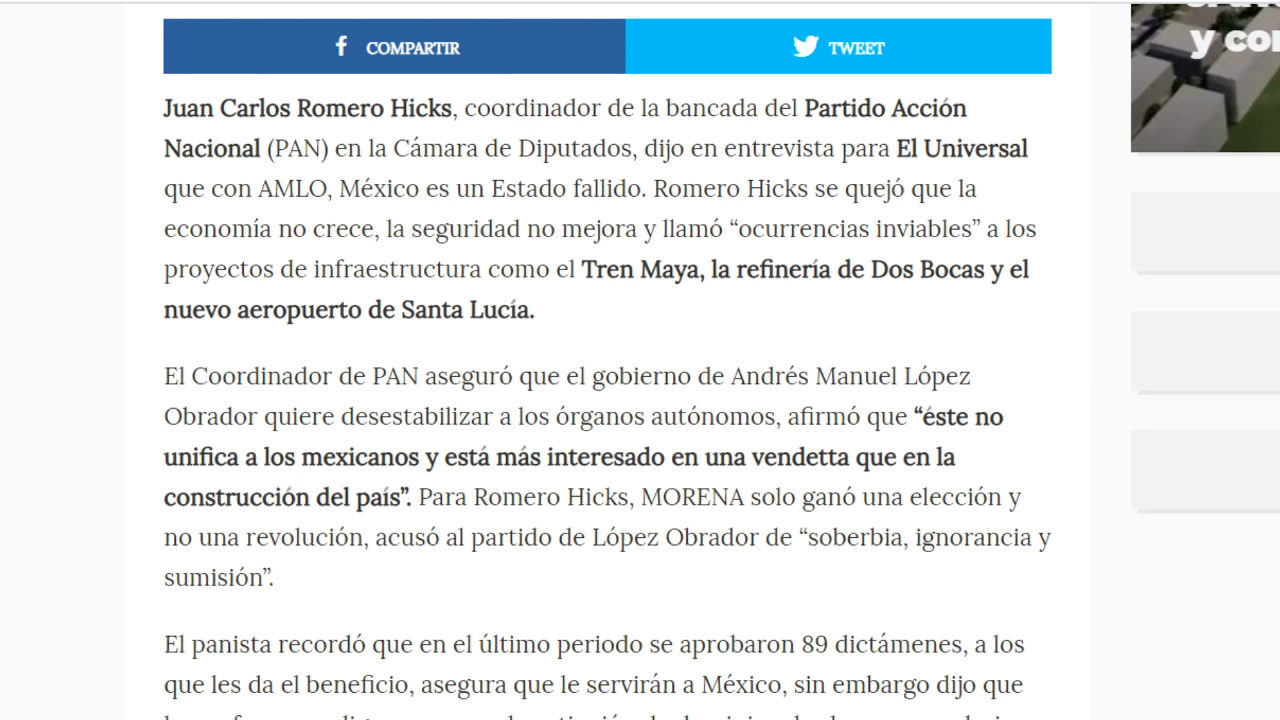 y con
COMPARTIR
TWEET
Juan Carlos Romero Hicks, coordinador de la bancada del Partido Acción
Nacional (PAN) en la Cámara de Diputados, dijo en entrevista para El Universal
que con AMLO, México es un Estado fallido. Romero Hicks se quejó que la
economía no crece, la seguridad no mejora y llamó “ocurrencias inviables” a los
proyectos de infraestructura como el Tren Maya, la refinería de Dos Bocas y el
nuevo aeropuerto de Santa Lucía.
El Coordinador de PAN aseguró que el gobierno de Andrés Manuel López
Obrador quiere desestabilizar a los órganos autónomos, afirmó que “éste no
unifica a los mexicanos y está más interesado en una vendetta que en la
construcción del país”. Para Romero Hicks, MORENA solo ganó una elección y
no una revolución, acusó al partido de López Obrador de “soberbia, ignorancia y
sumisión”.
El panista recordó que en el último periodo se aprobaron 89 dictámenes, a los
que les da el beneficio, asegura que le servirán a México, sin embargo dijo que